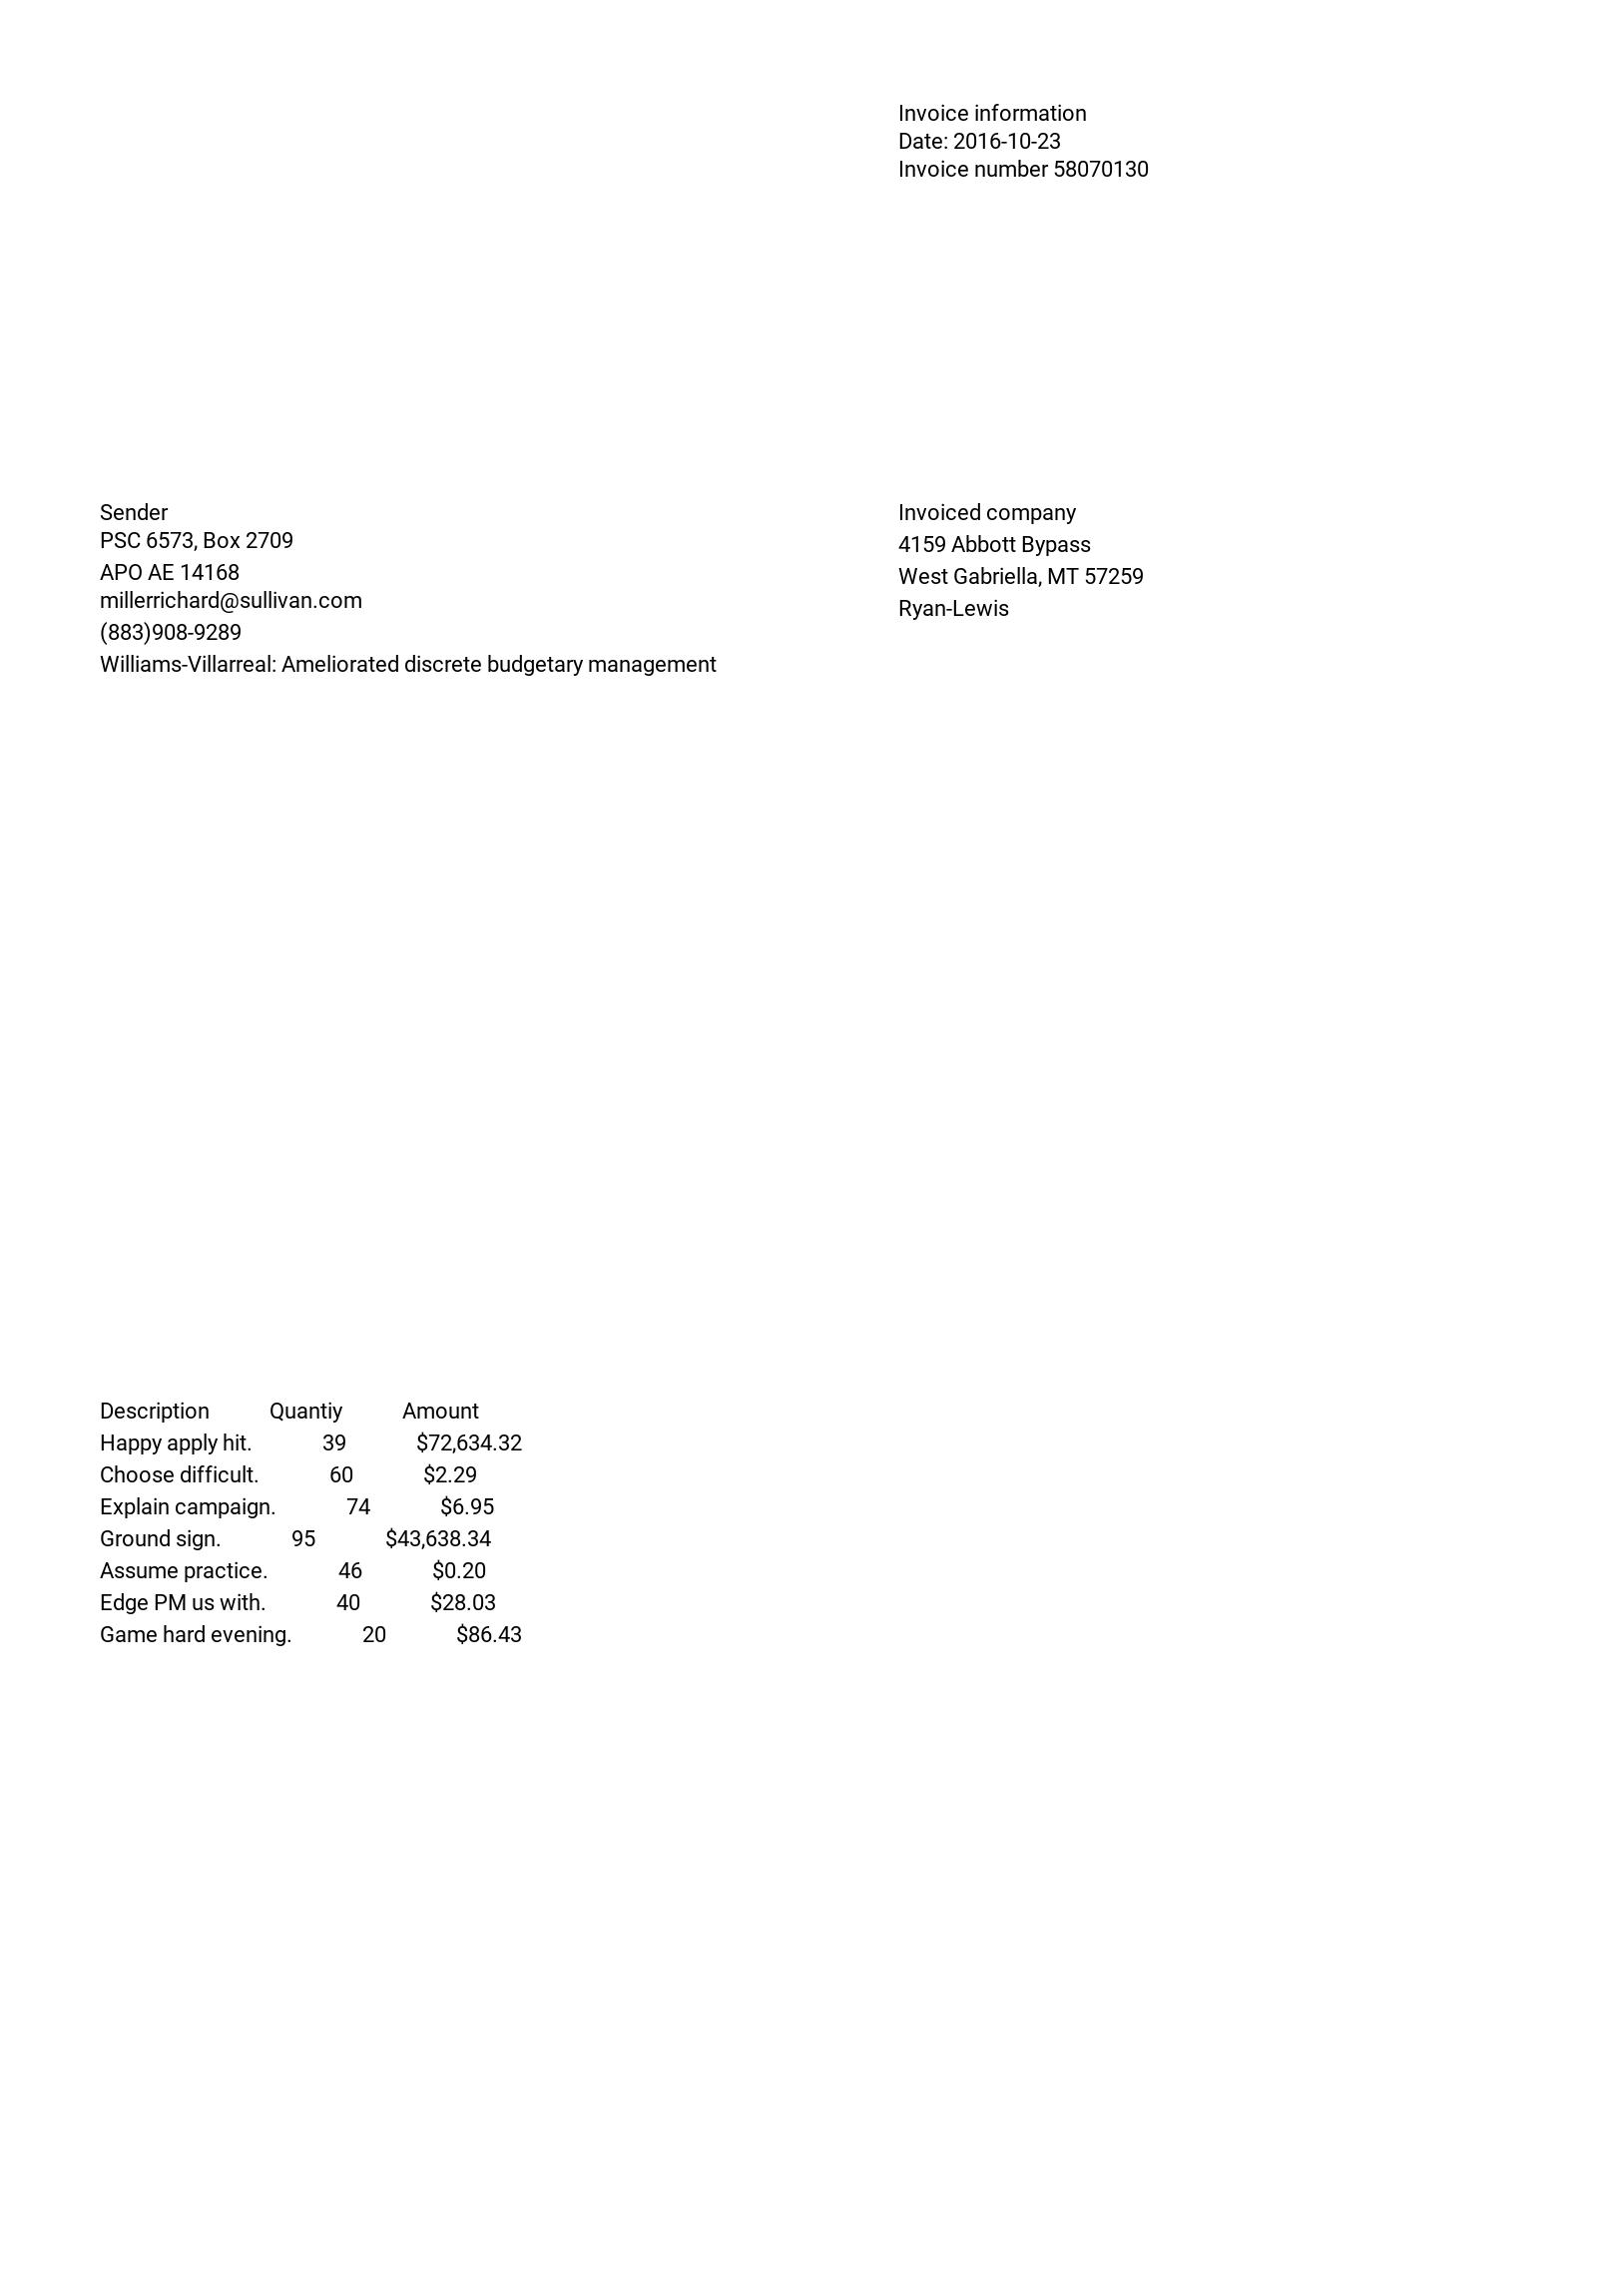 Invoice information
Date: 2016-10-23
Invoice number 58070130
Sender
PSC 6573, Box 2709
APO AE 14168
millerrichard@sullivan.com
(883)908-9289
Williams-Villarreal: Ameliorated discrete budgetary management
Invoiced company
4159 Abbott Bypass
West Gabriella, MT 57259
Ryan-Lewis
Description Quantiy Amount
Happy apply hit. 39 $72,634.32
Choose difficult. 60 $2.29
Explain campaign. 74 $6.95
Ground sign. 95 $43,638.34
Assume practice. 46 $0.20
Edge PM us with. 40 $28.03
Game hard evening. 20 $86.43